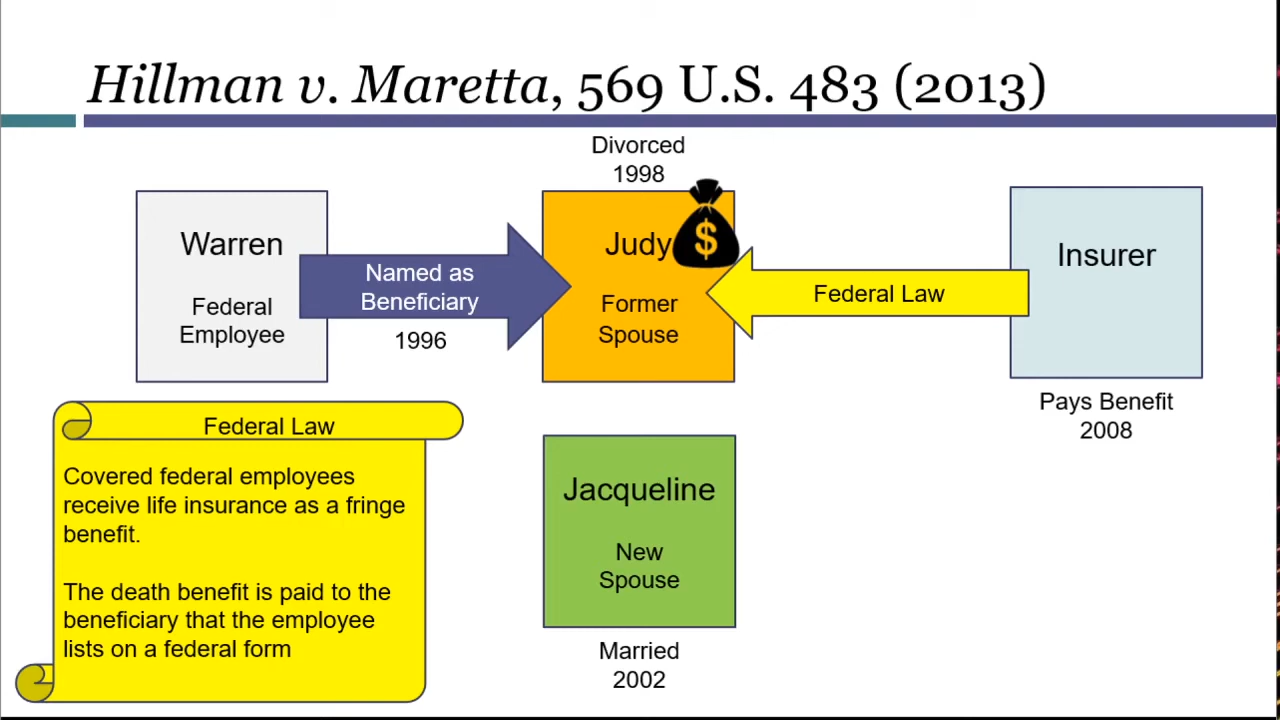 Hillman v. Maretta, 569 U.S. 483 (2013)
Divorced
1998
Warren
Federal
Employee
Named as
Beneficiary
1996
Judy
$
Former
Spouse
Federal Law
Insurer
Pays Benefit
2008
Federal Law
Covered federal employees
receive life insurance as a fringe
benefit.
The death benefit is paid to the
beneficiary that the employee
lists on a federal form
Jacqueline
New
Spouse
Married
2002